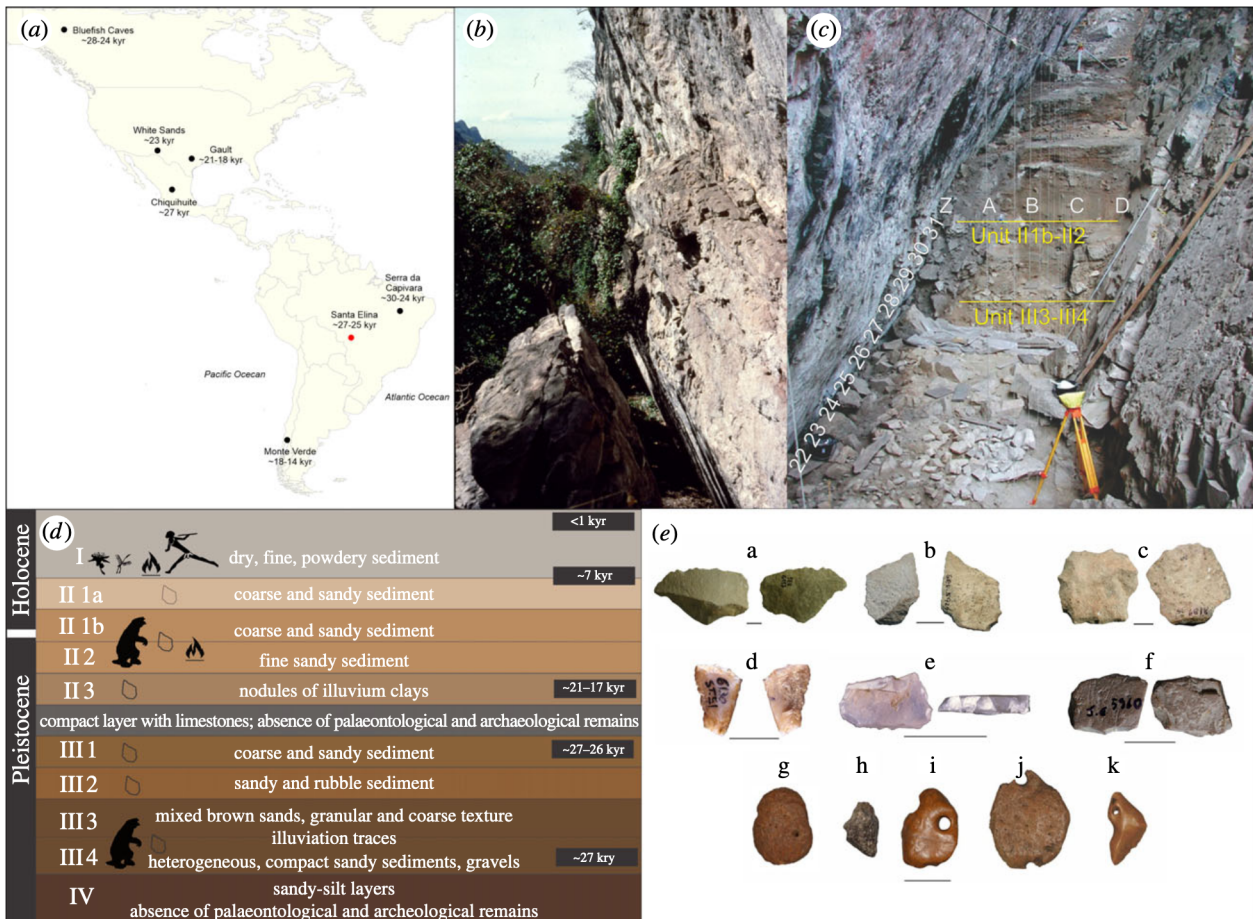 (a)
Bluefish Caves
~28-24 kyr
White Sands
~23 kyr
Gault
~21-18 kyr
Chiquihuite
~27 kyr
Serra da
Capivara
~30-24 kyr
Santa Elina
~27-25 kyr
Pacific Ocecan
Atlantic Ocecan
Monte Verde
~18-14 kyr
(b)
(c)
Z A B C D
Unit II1b-II2
Unit III3-III4
22 23 24 25 26 27 28 29 30 31
(d)
Holocene
Pleistocene
<1 kyr
I
dry, fine, powdery sediment
~7 kyr
II 1a coarse and sandy sediment
II 1b coarse and sandy sediment
II 2 fine sandy sediment
II 3 nodules of illuvium clays ~21–17 kyr
compact layer with limestones; absence of palaeontological and archaeological remains
III 1 coarse and sandy sediment ~27–26 kyr
III 2 sandy and rubble sediment
III 3 mixed brown sands, granular and coarse texture
illuviation traces
III 4 heterogeneous, compact sandy sediments, gravels ~27 kry
IV sandy-silt layers
absence of palaeontological and archeological remains
(e)
a b c
d e f
g h i j k